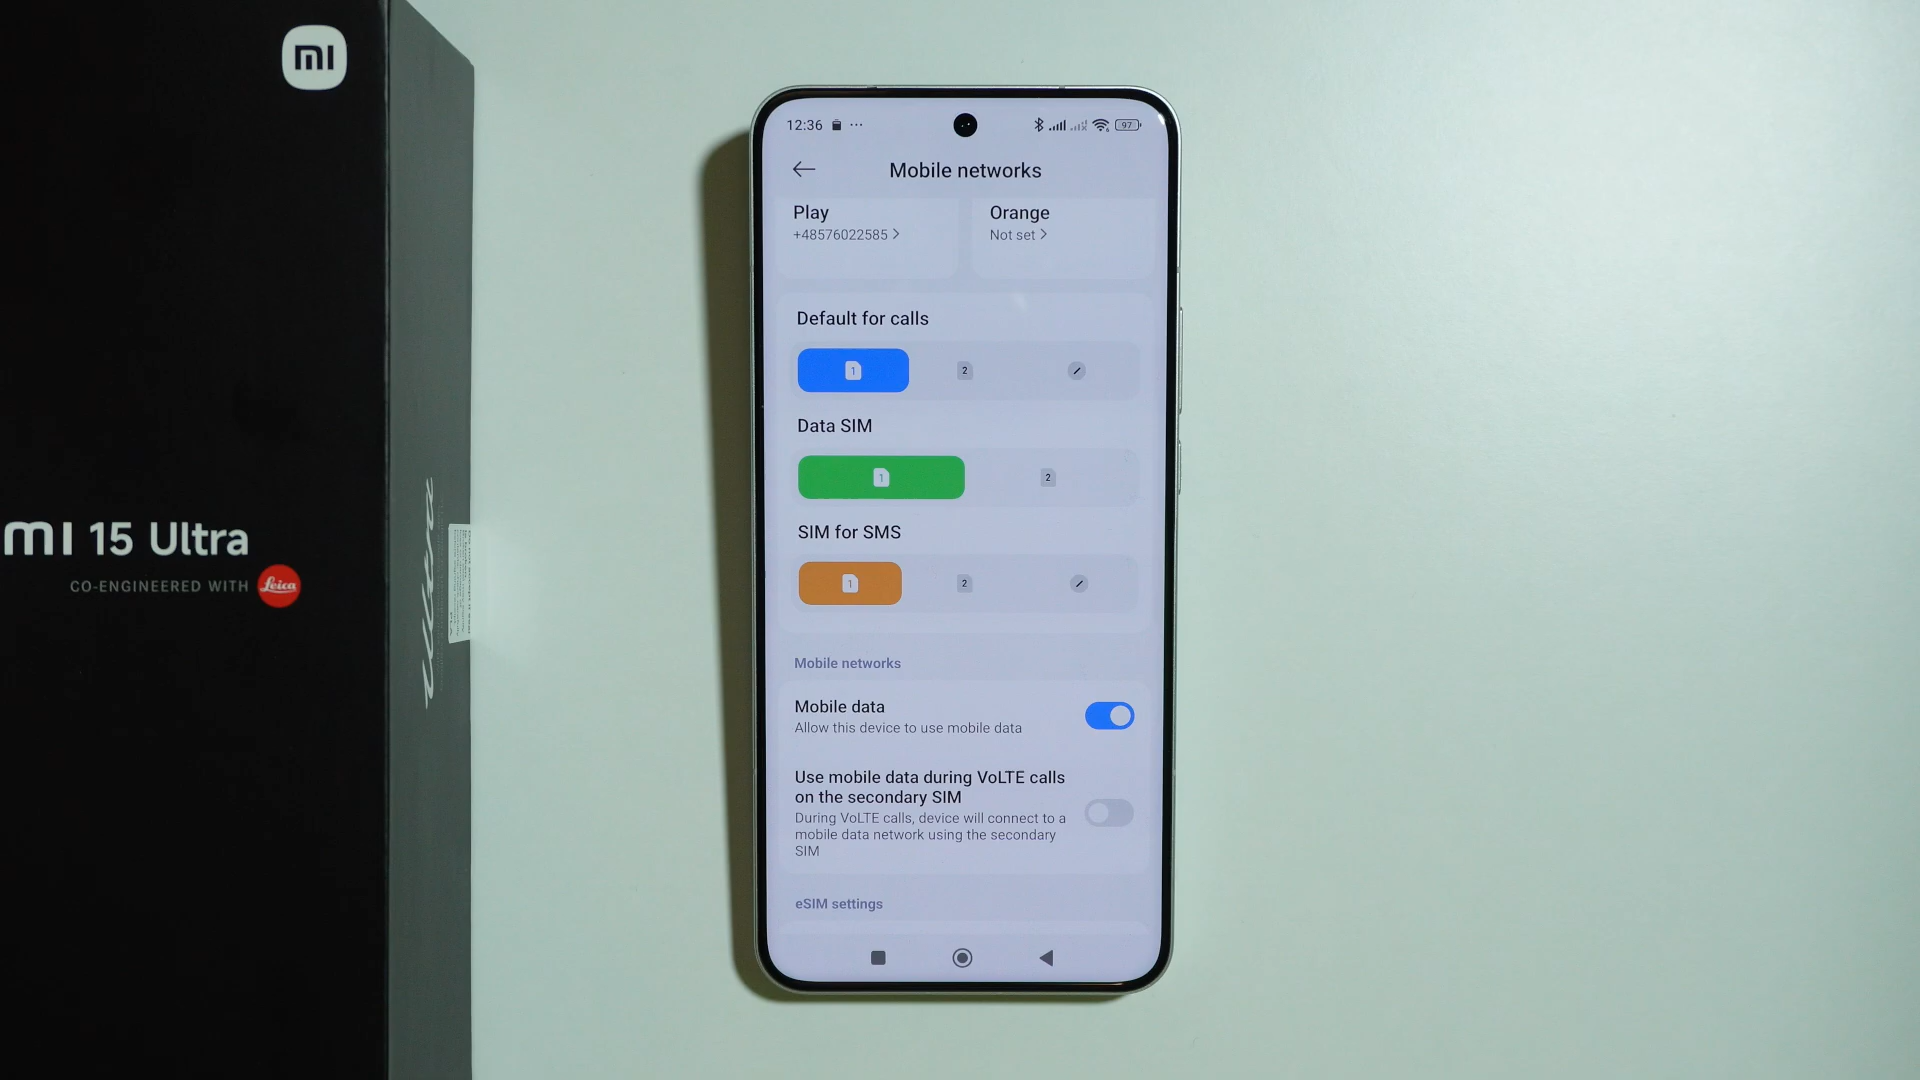 mi
mi 15 Ultra
CO-ENGINEERED WITH Leica
Ultra
12:36
97
Mobile networks
Play
+48576022585
Orange
Not set
Default for calls
1
2
Data SIM
1
2
SIM for SMS
1
2
Mobile networks
Mobile data
Allow this device to use mobile data
Use mobile data during VoLTE calls
on the secondary SIM
During VoLTE calls, device will connect to a
mobile data network using the secondary
SIM
eSIM settings